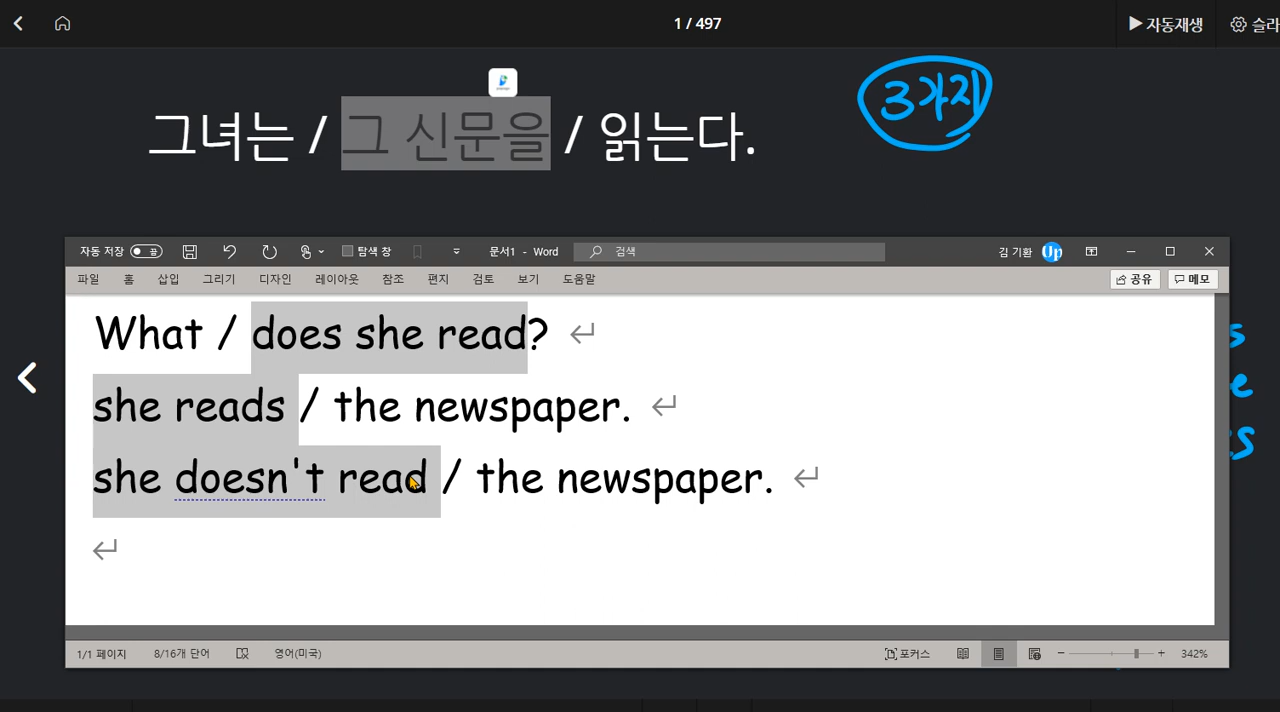 1 / 497
자동재생
슬라
그녀는 / 그 신문을 / 읽는다.
3가지
자동 저장 끔 탐색 창 문서1 - Word 검색 김 기환 Up
파일 홈 삽입 그리기 디자인 레이아웃 참조 편지 검토 보기 도움말 공유 메모
What / does she read? ↵
she reads / the newspaper. ↵
she doesn't read / the newspaper. ↵
↵
s
e
s
1/1 페이지 8/16개 단어 영어(미국) 포커스 - + 342%